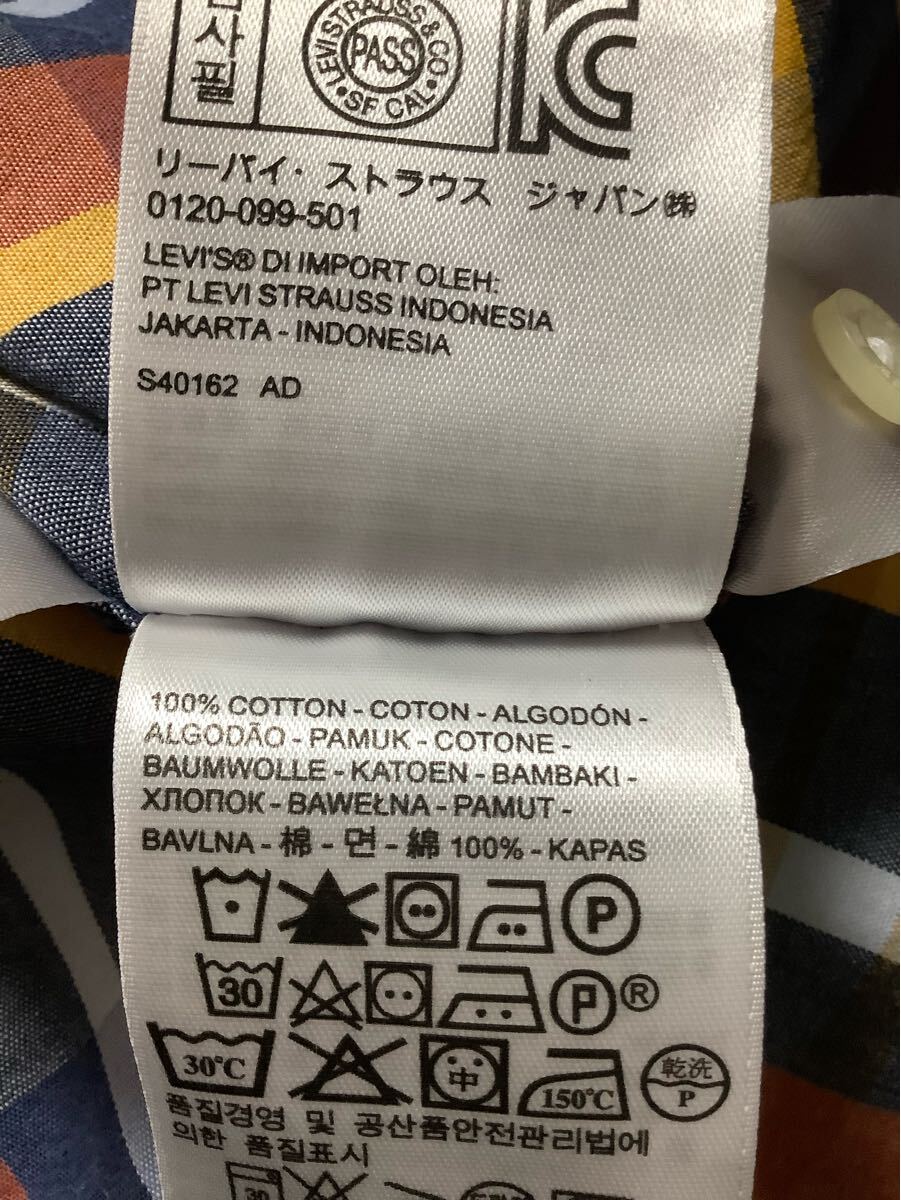 사
필
LEVI STRAUSS & CO
PASS
SF CAL
リーバイ・ストラウス ジャパン㈱
0120-099-501
LEVI'S® DI IMPORT OLEH:
PT LEVI STRAUSS INDONESIA
JAKARTA - INDONESIA
S40162 AD
100% COTTON - COTON - ALGODÓN -
ALGODÃO - PAMUK - COTONE -
BAUMWOLLE - KATOEN - BAMBAKI -
ХЛОПОК - BAWEŁNA - PAMUT -
BAVLNA - 棉 - 면 - 綿 100% - KAPAS
P
30 P ®
30℃ 中 150℃ 乾洗 P
품질경영 및 공산품안전관리법에
의한 품질표시
30